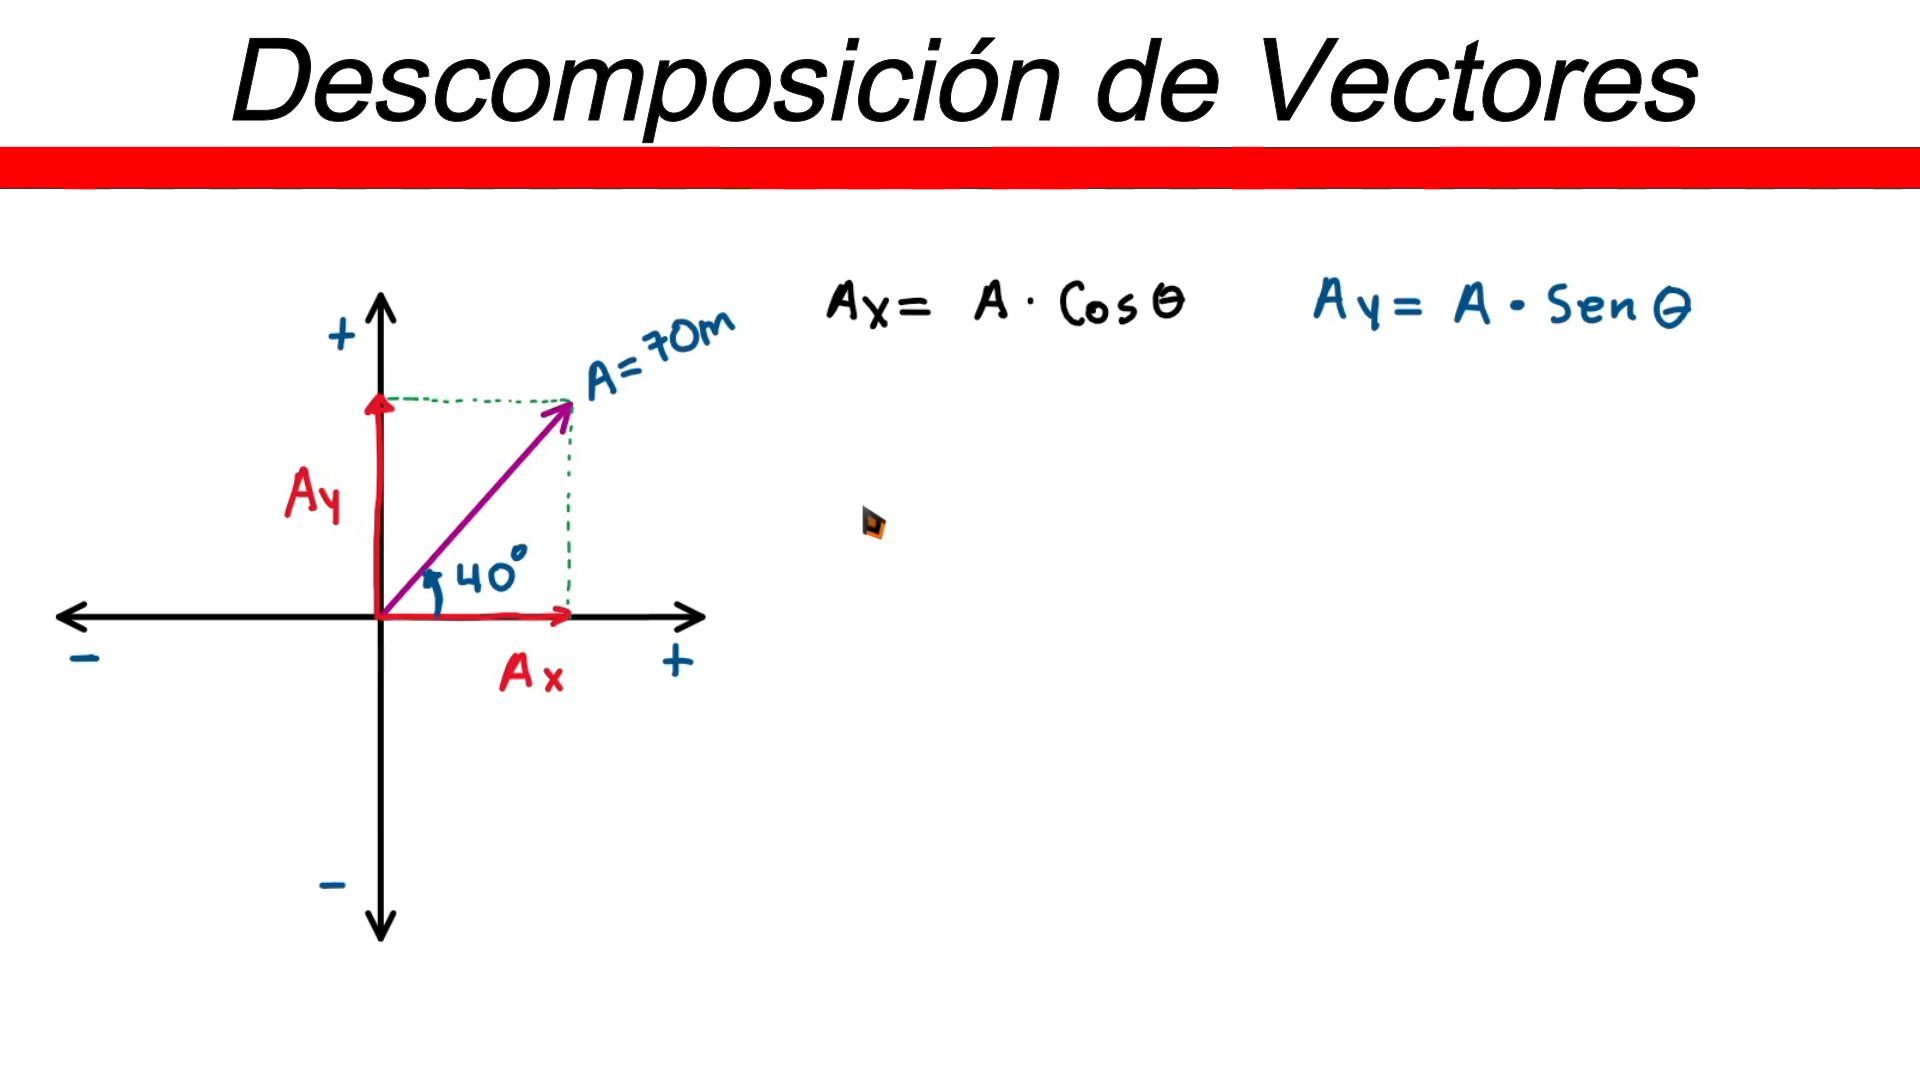 Descomposición de Vectores
Ax = A · Cos θ
Ay = A · Sen θ
+
A = 70m
Ay
40°
-
Ax
+
-